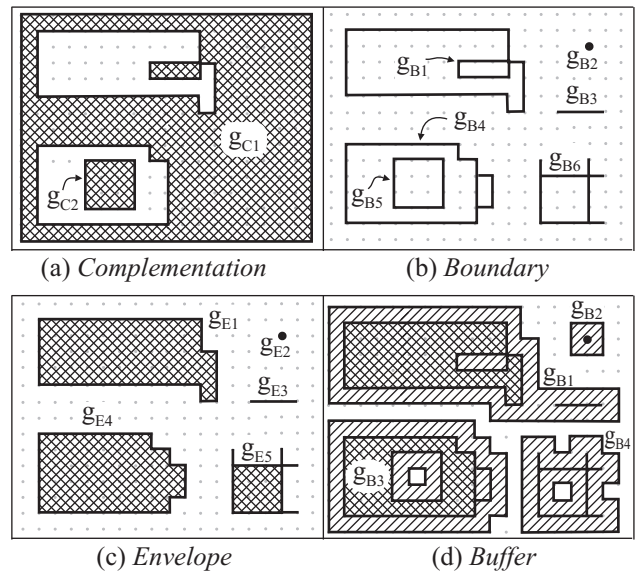 g_C1
g_C2
(a) Complementation
g_B1
g_B2
g_B3
g_B4
g_B5
g_B6
(b) Boundary
g_E1
g_E2
g_E3
g_E4
g_E5
(c) Envelope
g_B2
g_B1
g_B4
g_B3
(d) Buffer